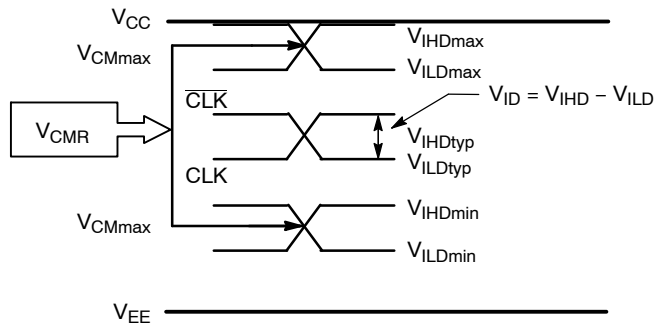 VCC
VCMmax
VIHDmax
VILDmax
CLK
VID = VIHD − VILD
VCMR
VIHDtyp
VILDtyp
CLK
VCMmax
VIHDmin
VILDmin
VEE